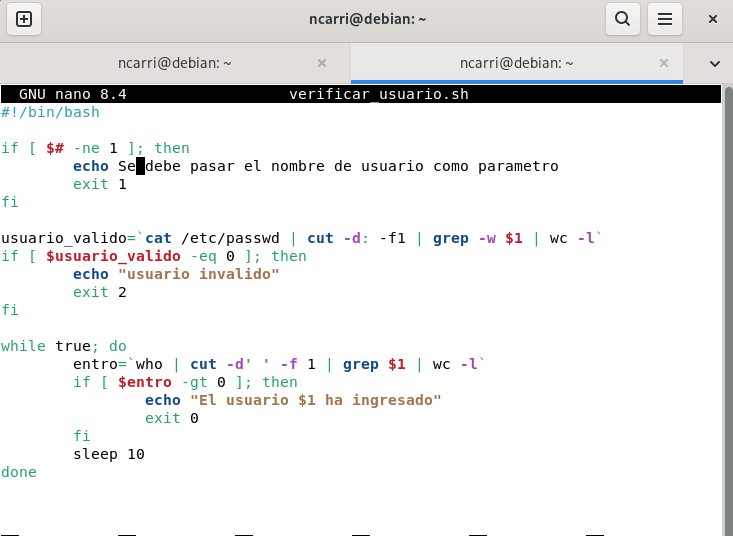 ncarri@debian: ~
ncarri@debian: ~
ncarri@debian: ~
GNU nano 8.4 verificar_usuario.sh
#!/bin/bash
if [ $# -ne 1 ]; then
echo Se debe pasar el nombre de usuario como parametro
exit 1
fi
usuario_valido=`cat /etc/passwd | cut -d: -f1 | grep -w $1 | wc -l`
if [ $usuario_valido -eq 0 ]; then
echo "usuario invalido"
exit 2
fi
while true; do
entro=`who | cut -d' ' -f 1 | grep $1 | wc -l`
if [ $entro -gt 0 ]; then
echo "El usuario $1 ha ingresado"
exit 0
fi
sleep 10
done